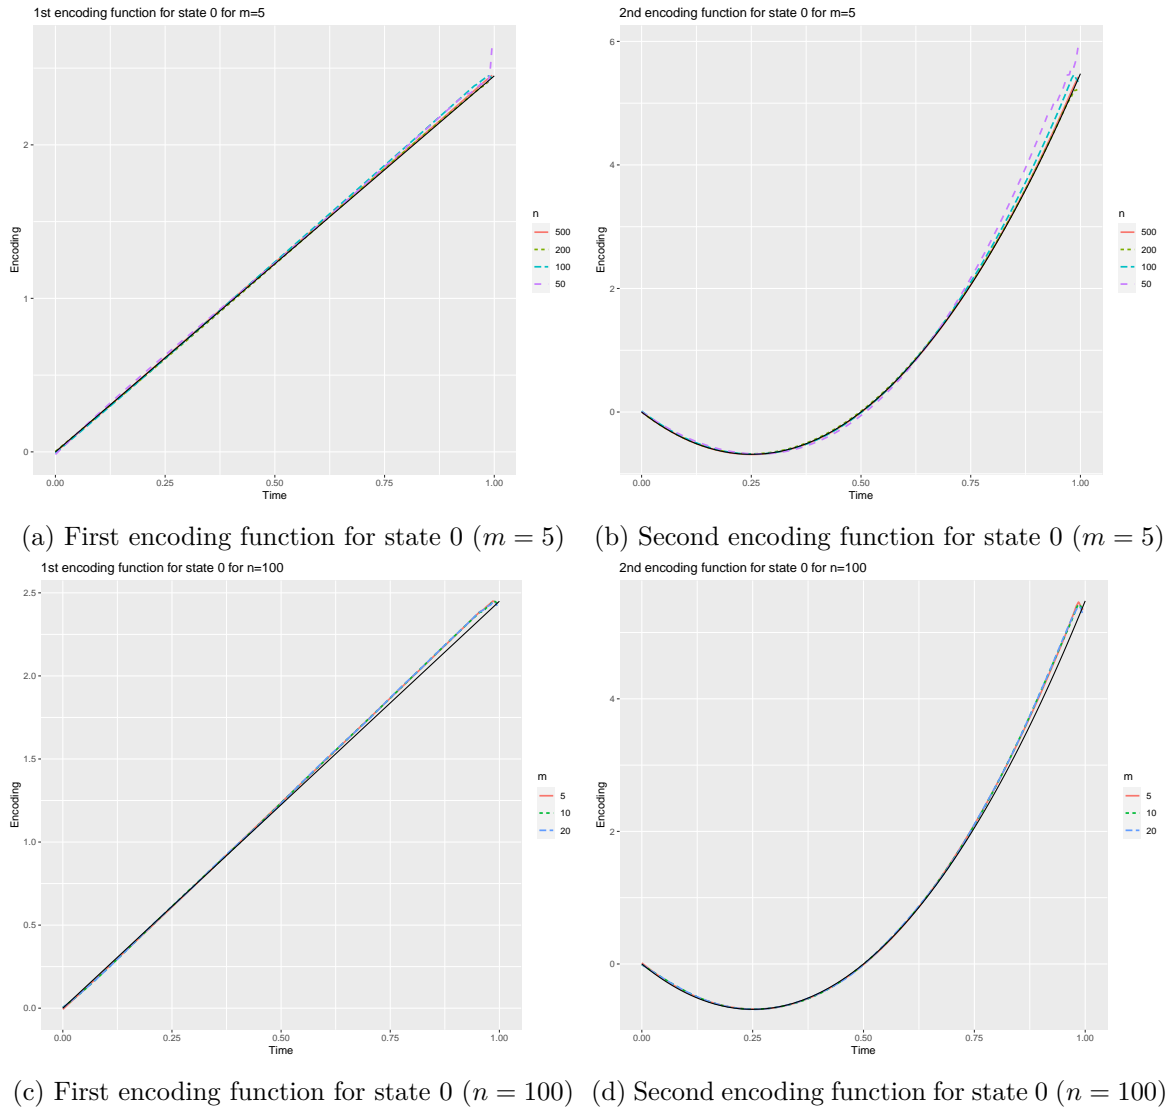 1st encoding function for state 0 for m=5
2
1
0
Encoding
0.00 0.25 0.50 0.75 1.00
Time
n
500
200
100
50
(a) First encoding function for state 0 (m = 5)
2nd encoding function for state 0 for m=5
6
4
2
0
Encoding
0.00 0.25 0.50 0.75 1.00
Time
n
500
200
100
50
(b) Second encoding function for state 0 (m = 5)
1st encoding function for state 0 for n=100
2.5
2.0
1.5
1.0
0.5
0.0
Encoding
0.00 0.25 0.50 0.75 1.00
Time
m
5
10
20
(c) First encoding function for state 0 (n = 100)
2nd encoding function for state 0 for n=100
4
2
0
Encoding
0.00 0.25 0.50 0.75 1.00
Time
m
5
10
20
(d) Second encoding function for state 0 (n = 100)